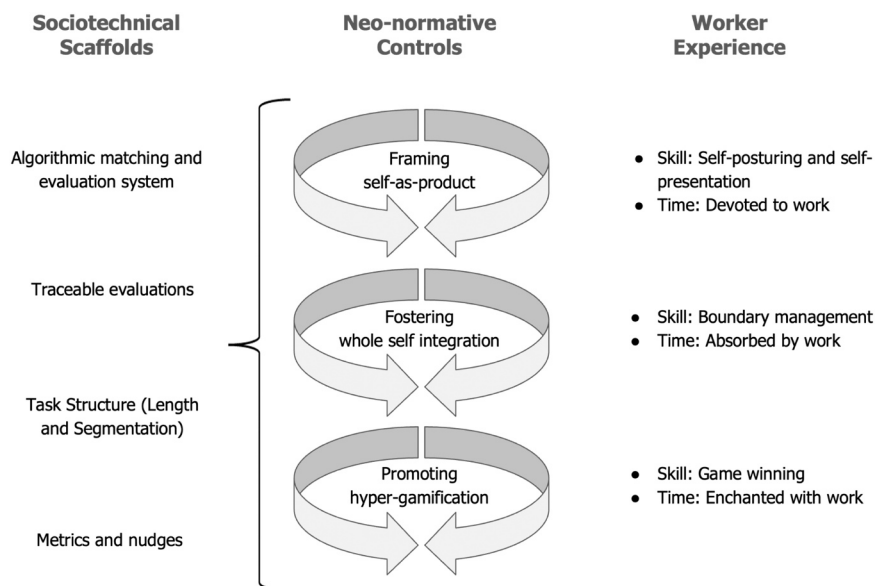 Sociotechnical
Scaffolds
Neo-normative
Controls
Worker
Experience
Algorithmic matching and
evaluation system
Traceable evaluations
Task Structure (Length
and Segmentation)
Metrics and nudges
Framing
self-as-product
Fostering
whole self integration
Promoting
hyper-gamification
● Skill: Self-posturing and self-
presentation
● Time: Devoted to work
● Skill: Boundary management
● Time: Absorbed by work
● Skill: Game winning
● Time: Enchanted with work